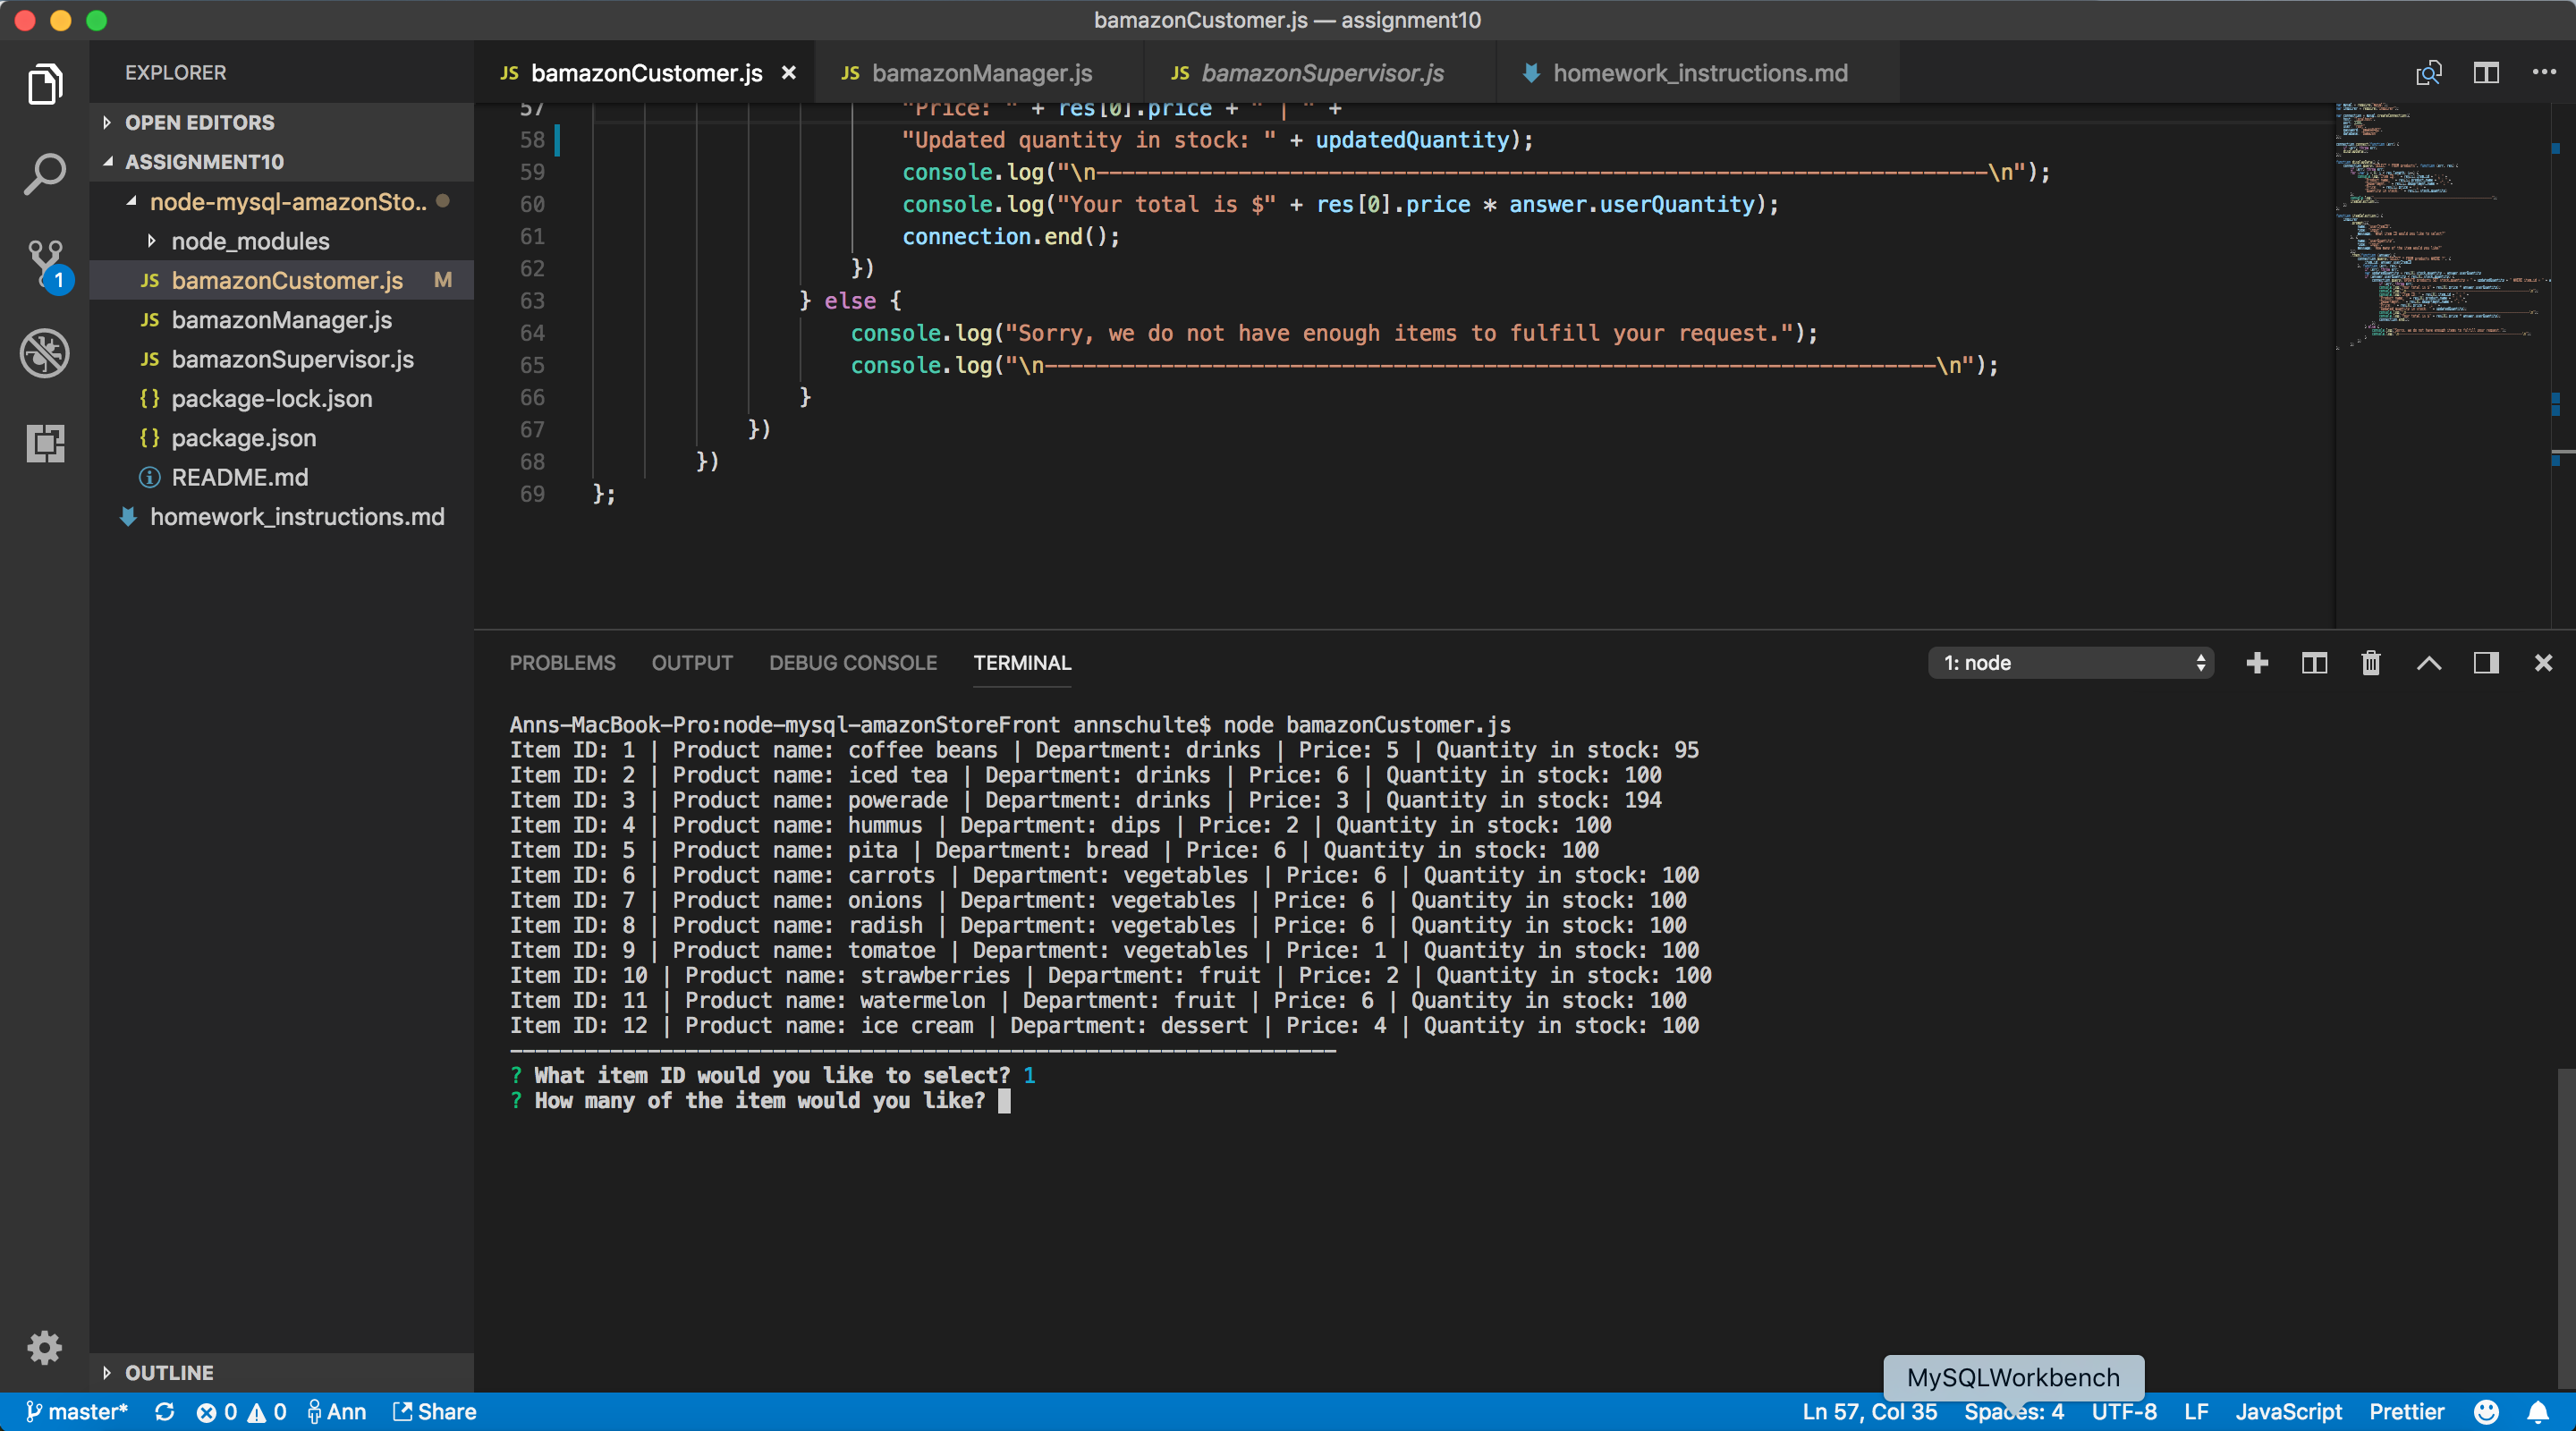 bamazonCustomer.js — assignment10
EXPLORER
OPEN EDITORS
ASSIGNMENT10
node-mysql-amazonSto..
node_modules
JS bamazonCustomer.js M
JS bamazonManager.js
JS bamazonSupervisor.js
{} package-lock.json
{} package.json
README.md
homework_instructions.md
OUTLINE
1
JS bamazonCustomer.js ×
JS bamazonManager.js
JS bamazonSupervisor.js
homework_instructions.md
57 "Price: " + res[0].price + " | " +
58 "Updated quantity in stock: " + updatedQuantity);
59 console.log("\n---------------------------------------------------------------------\n");
60 console.log("Your total is $" + res[0].price * answer.userQuantity);
61 connection.end();
62 })
63 } else {
64 console.log("Sorry, we do not have enough items to fulfill your request.");
65 console.log("\n---------------------------------------------------------------------\n");
66 }
67 })
68 })
69 };
PROBLEMS OUTPUT DEBUG CONSOLE TERMINAL
1: node
Anns-MacBook-Pro:node-mysql-amazonStoreFront annschulte$ node bamazonCustomer.js
Item ID: 1 | Product name: coffee beans | Department: drinks | Price: 5 | Quantity in stock: 95
Item ID: 2 | Product name: iced tea | Department: drinks | Price: 6 | Quantity in stock: 100
Item ID: 3 | Product name: powerade | Department: drinks | Price: 3 | Quantity in stock: 194
Item ID: 4 | Product name: hummus | Department: dips | Price: 2 | Quantity in stock: 100
Item ID: 5 | Product name: pita | Department: bread | Price: 6 | Quantity in stock: 100
Item ID: 6 | Product name: carrots | Department: vegetables | Price: 6 | Quantity in stock: 100
Item ID: 7 | Product name: onions | Department: vegetables | Price: 6 | Quantity in stock: 100
Item ID: 8 | Product name: radish | Department: vegetables | Price: 6 | Quantity in stock: 100
Item ID: 9 | Product name: tomatoe | Department: vegetables | Price: 1 | Quantity in stock: 100
Item ID: 10 | Product name: strawberries | Department: fruit | Price: 2 | Quantity in stock: 100
Item ID: 11 | Product name: watermelon | Department: fruit | Price: 6 | Quantity in stock: 100
Item ID: 12 | Product name: ice cream | Department: dessert | Price: 4 | Quantity in stock: 100
------------------------------------------------------------------
? What item ID would you like to select? 1
? How many of the item would you like?
MySQLWorkbench
master* 0 0 Ann Share
Ln 57, Col 35 Spaces: 4 UTF-8 LF JavaScript Prettier